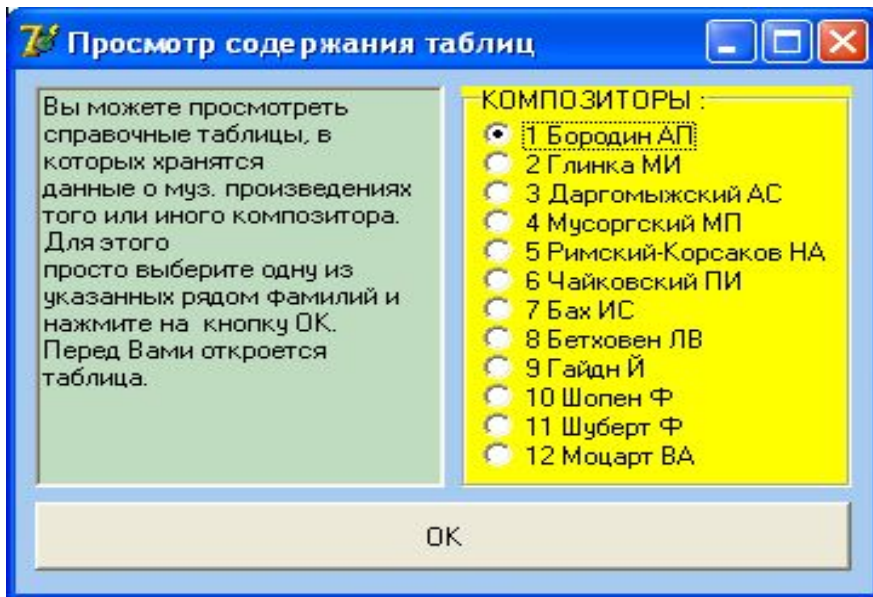 Просмотр содержания таблиц
Вы можете просмотреть
справочные таблицы, в
которых хранятся
данные о муз. произведениях
того или иного композитора.
Для этого
просто выберите одну из
указанных рядом фамилий и
нажмите на кнопку ОК.
Перед Вами откроется
таблица.
КОМПОЗИТОРЫ :
1 Бородин АП
2 Глинка МИ
3 Даргомыжский АС
4 Мусоргский МП
5 Римский-Корсаков НА
6 Чайковский ПИ
7 Бах ИС
8 Бетховен ЛВ
9 Гайдн Й
10 Шопен Ф
11 Шуберт Ф
12 Моцарт ВА
ОК